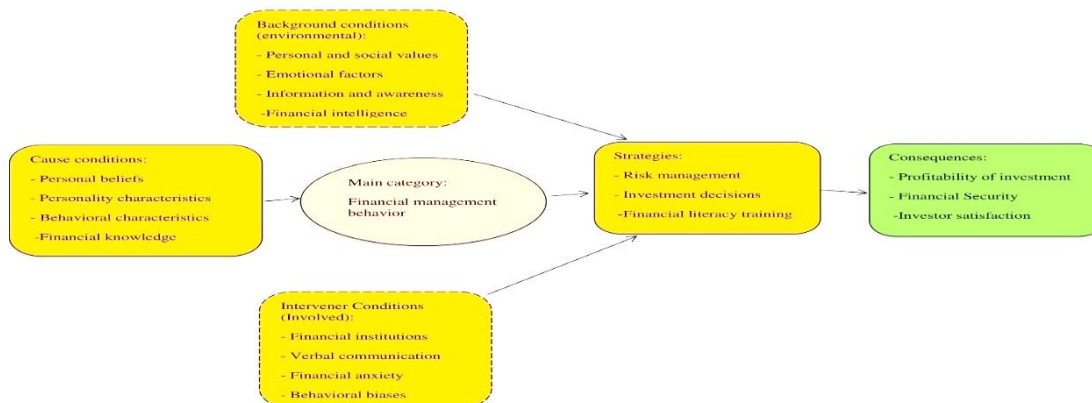 Background conditions
(environmental):
- Personal and social values
- Emotional factors
- Information and awareness
-Financial intelligence
Cause conditions:
- Personal beliefs
- Personality characteristics
- Behavioral characteristics
-Financial knowledge
Main category:
Financial management
behavior
Strategies:
- Risk management
- Investment decisions
-Financial literacy training
Consequences:
- Profitability of investment
- Financial Security
-Investor satisfaction
Intervener Conditions
(Involved):
- Financial institutions
- Verbal communication
- Financial anxiety
- Behavioral biases